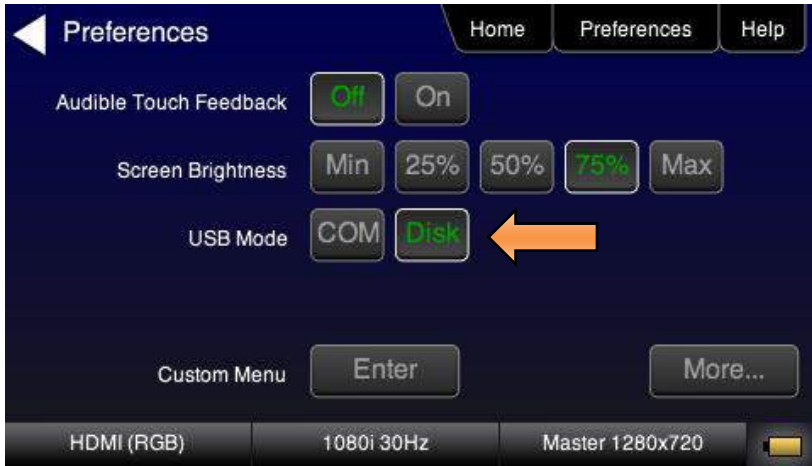 Preferences Home Preferences Help
Audible Touch Feedback Off On
Screen Brightness Min 25% 50% 75% Max
USB Mode COM Disk
Custom Menu Enter More...
HDMI (RGB) 1080i 30Hz Master 1280x720